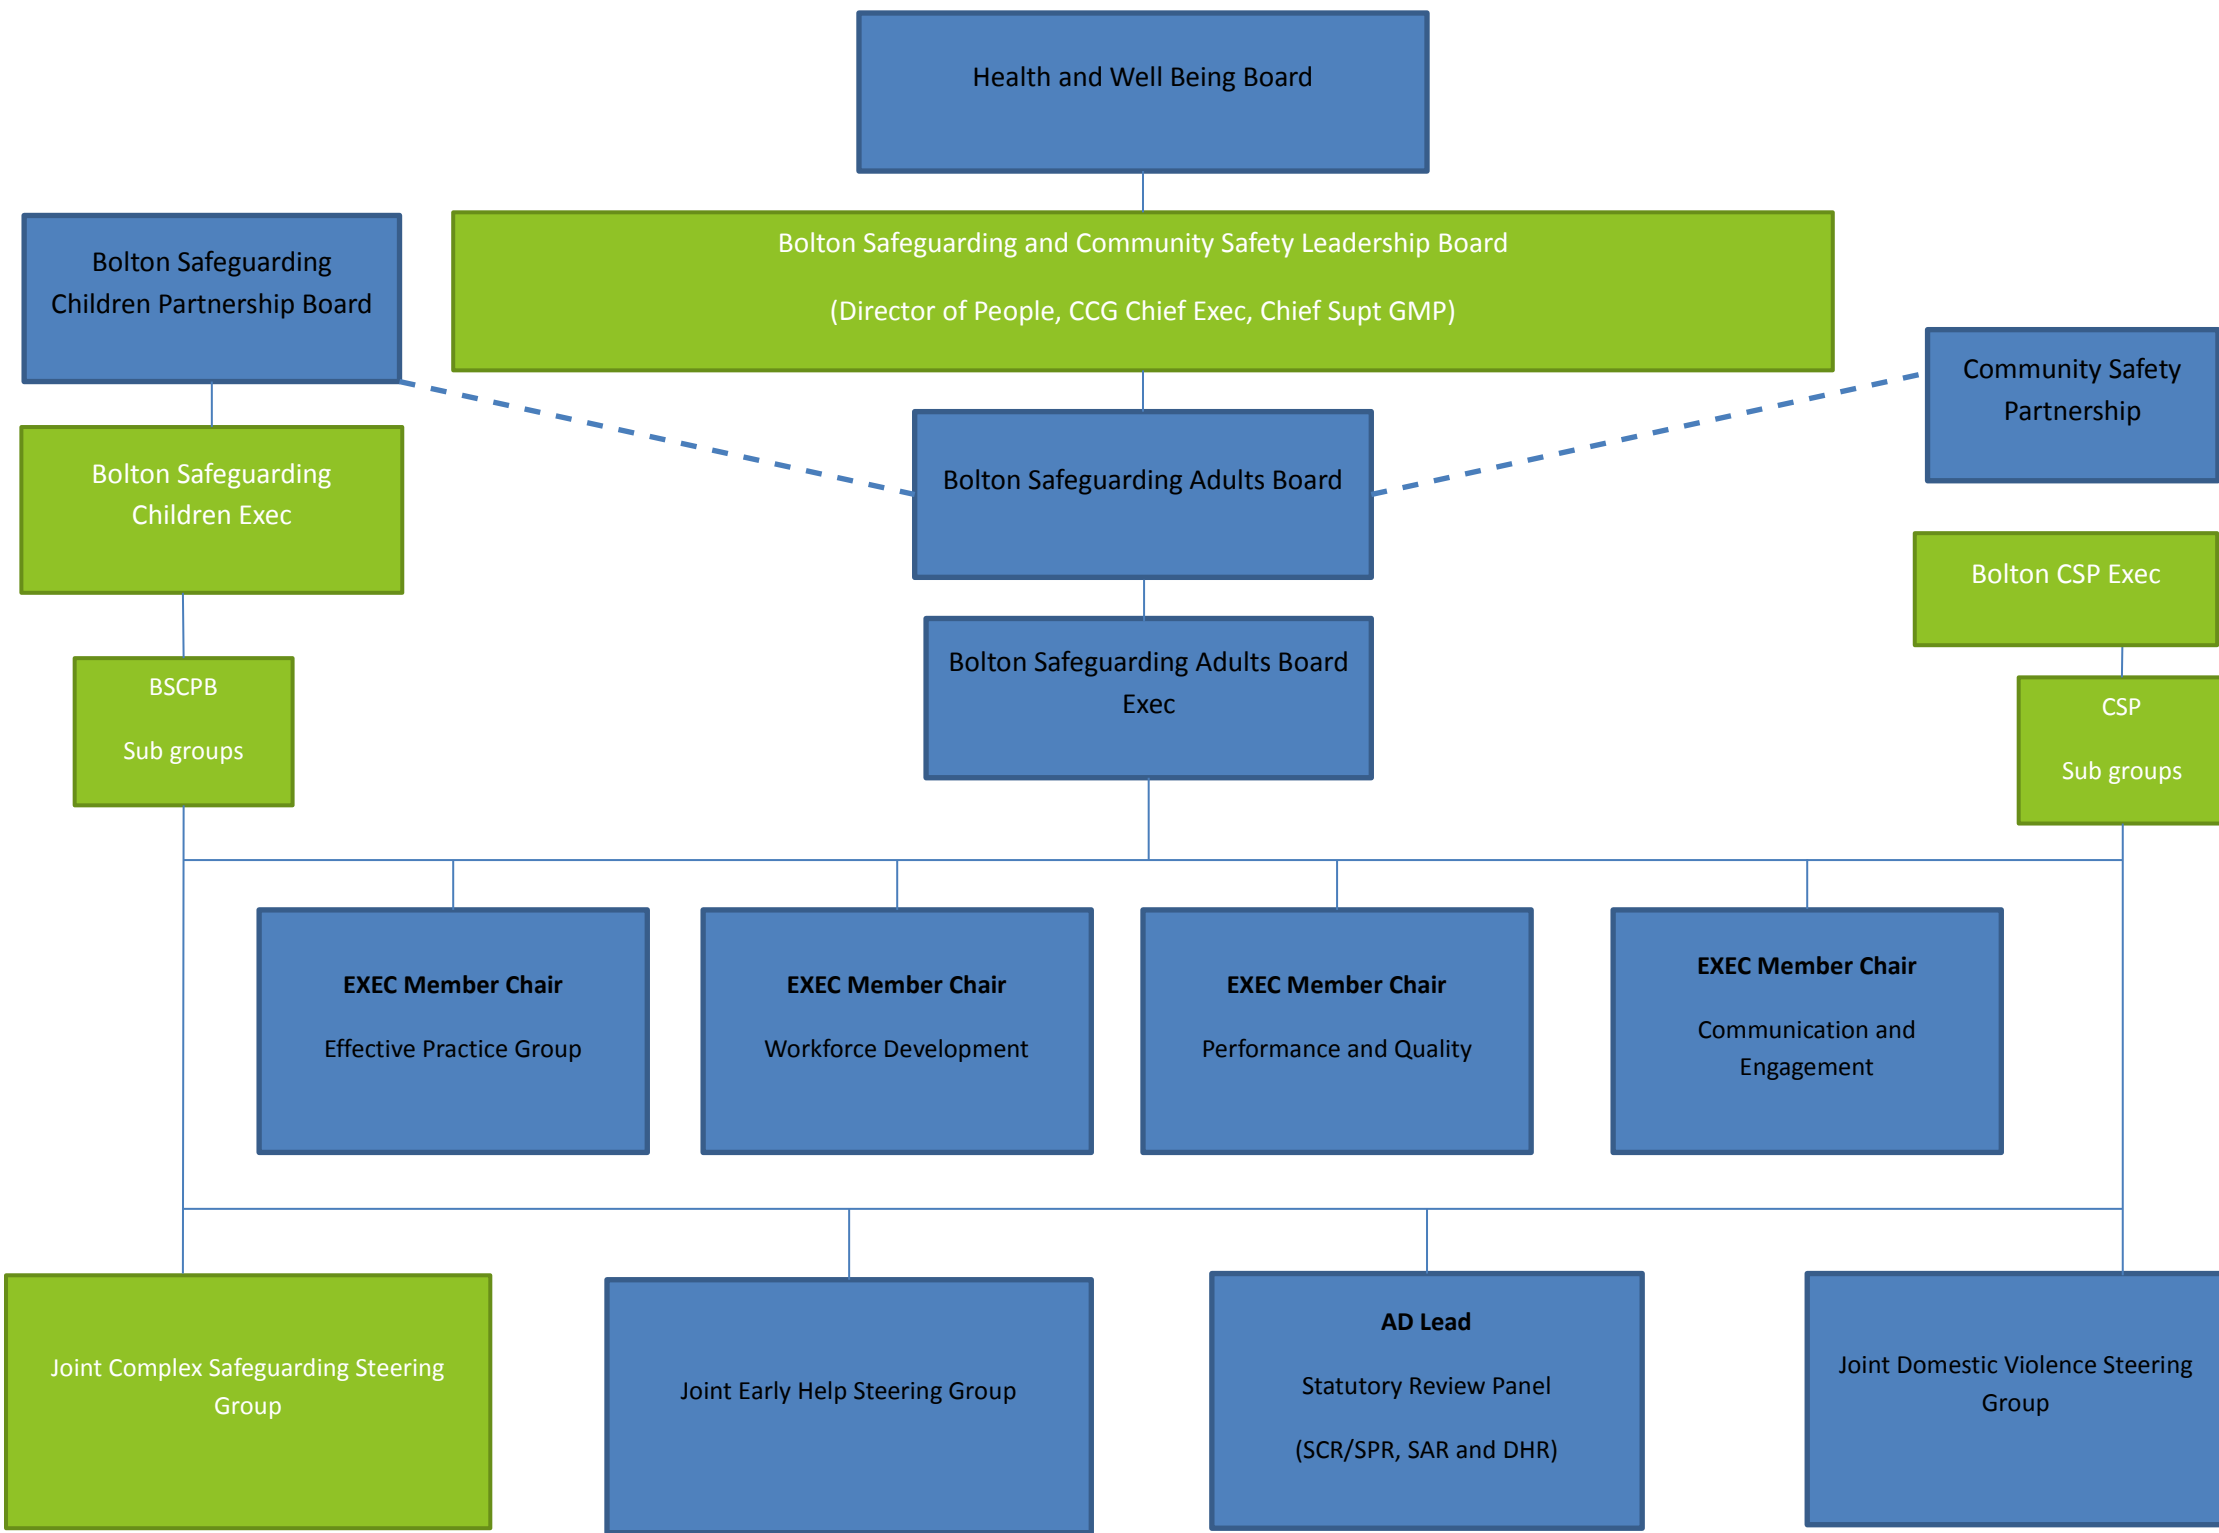 Health and Well Being Board
Bolton Safeguarding
Children Partnership Board
Bolton Safeguarding and Community Safety Leadership Board
(Director of People, CCG Chief Exec, Chief Supt GMP)
Community Safety
Partnership
Bolton Safeguarding
Children Exec
Bolton Safeguarding Adults Board
Bolton CSP Exec
Bolton Safeguarding Adults Board
Exec
BSCPB
Sub groups
CSP
Sub groups
EXEC Member Chair
Effective Practice Group
EXEC Member Chair
Workforce Development
EXEC Member Chair
Performance and Quality
EXEC Member Chair
Communication and
Engagement
Joint Complex Safeguarding Steering
Group
Joint Early Help Steering Group
AD Lead
Statutory Review Panel
(SCR/SPR, SAR and DHR)
Joint Domestic Violence Steering
Group